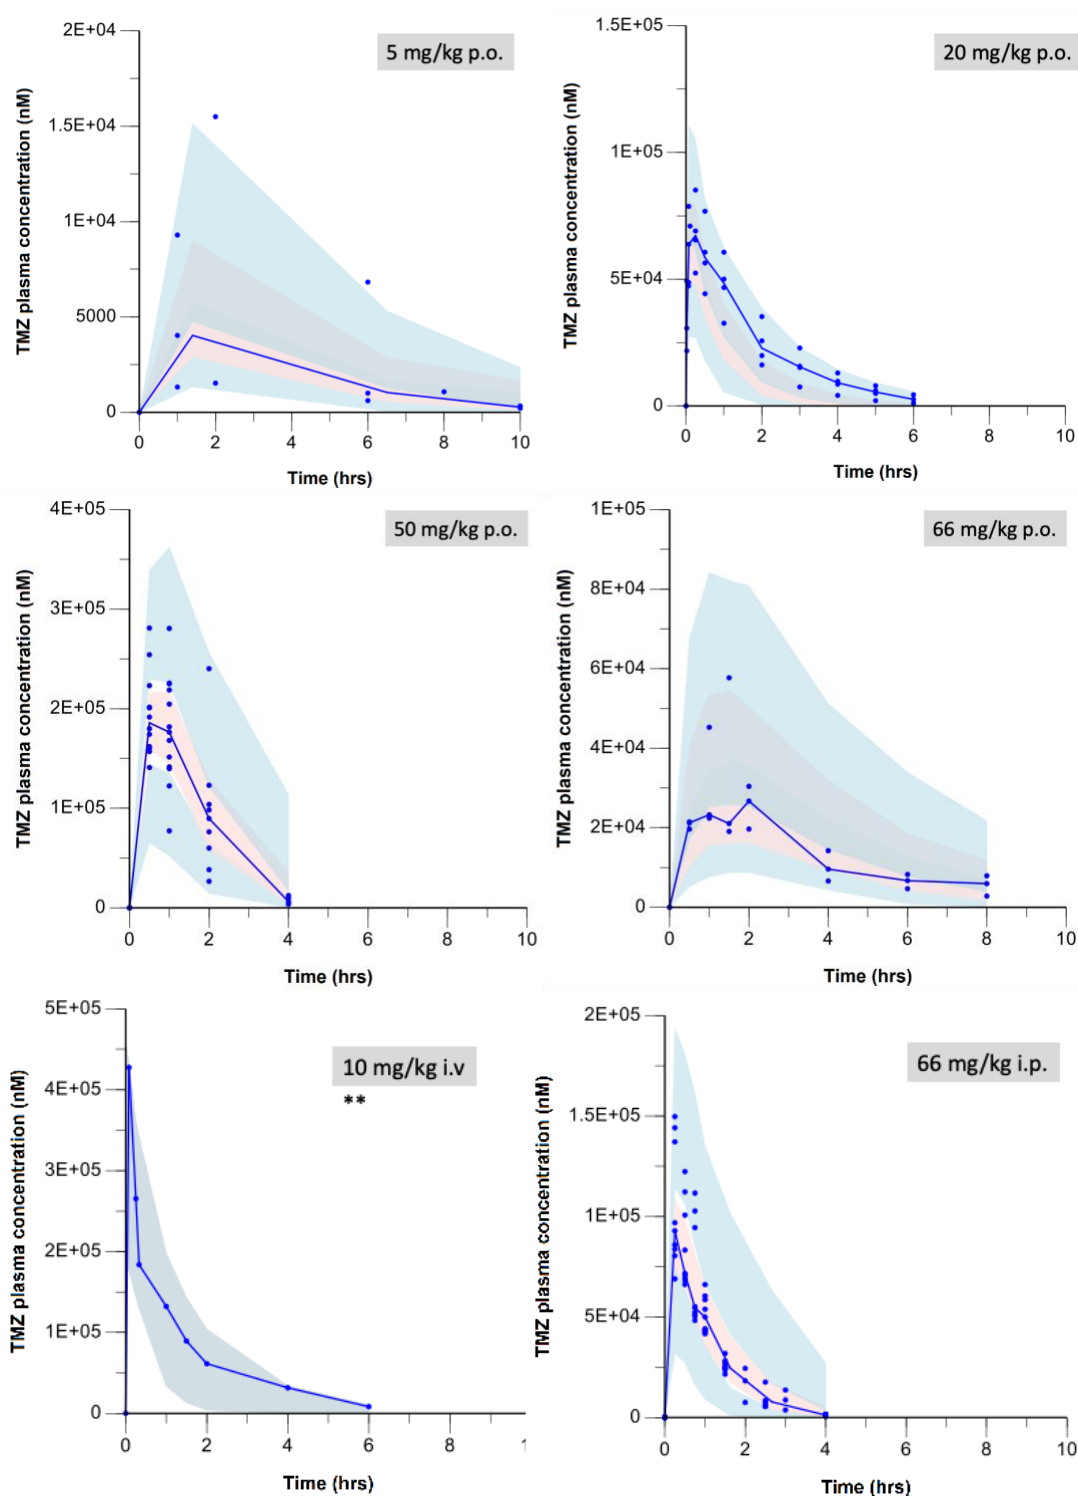 2E+04
1.5E+04
1E+04
5000
0
0 2 4 6 8 10
TMZ plasma concentration (nM)
Time (hrs)
5 mg/kg p.o.
1.5E+05
1E+05
5E+04
0
0 2 4 6 8 10
TMZ plasma concentration (nM)
Time (hrs)
20 mg/kg p.o.
4E+05
3E+05
2E+05
1E+05
0
0 2 4 6 8 10
TMZ plasma concentration (nM)
Time (hrs)
50 mg/kg p.o.
1E+05
8E+04
6E+04
4E+04
2E+04
0
0 2 4 6 8 10
TMZ plasma concentration (nM)
Time (hrs)
66 mg/kg p.o.
5E+05
4E+05
3E+05
2E+05
1E+05
0
0 2 4 6 8
TMZ plasma concentration (nM)
Time (hrs)
10 mg/kg i.v
**
2E+05
1.5E+05
1E+05
5E+04
0
0 2 4 6 8 10
TMZ plasma concentration (nM)
Time (hrs)
66 mg/kg i.p.